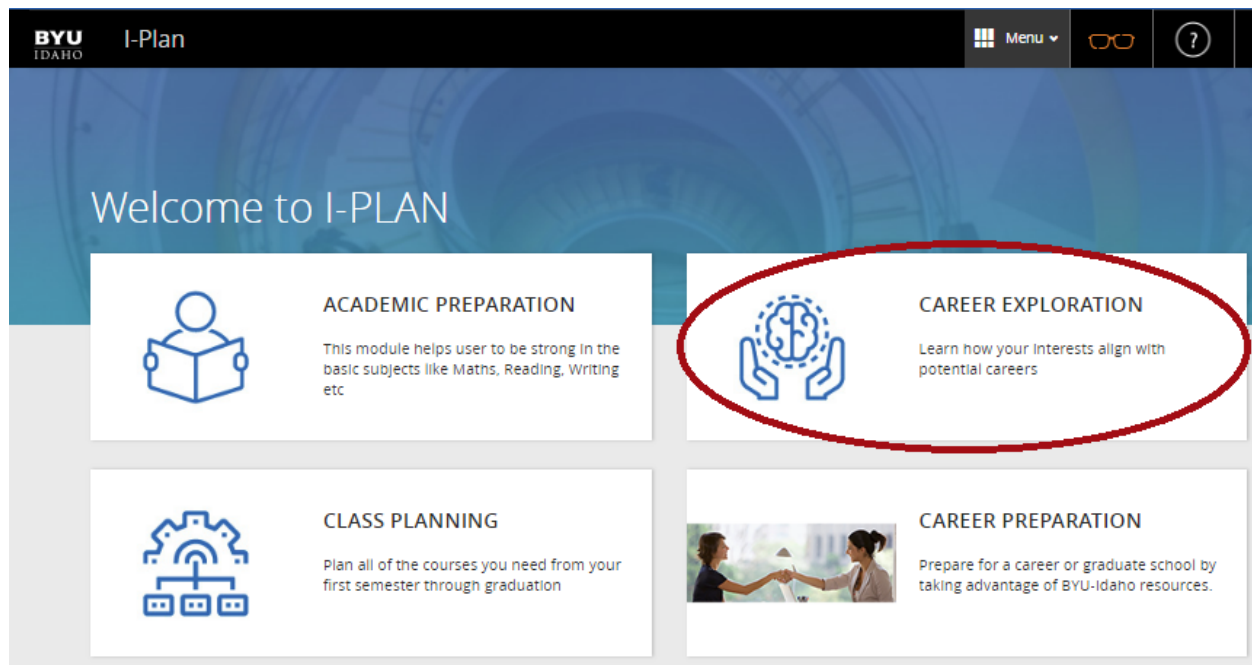 BYU
IDAHO
I-Plan
Menu
?
Welcome to I-PLAN
ACADEMIC PREPARATION
This module helps user to be strong in the
basic subjects like Maths, Reading, Writing
etc
CAREER EXPLORATION
Learn how your interests align with
potential careers
CLASS PLANNING
Plan all of the courses you need from your
first semester through graduation
CAREER PREPARATION
Prepare for a career or graduate school by
taking advantage of BYU-Idaho resources.